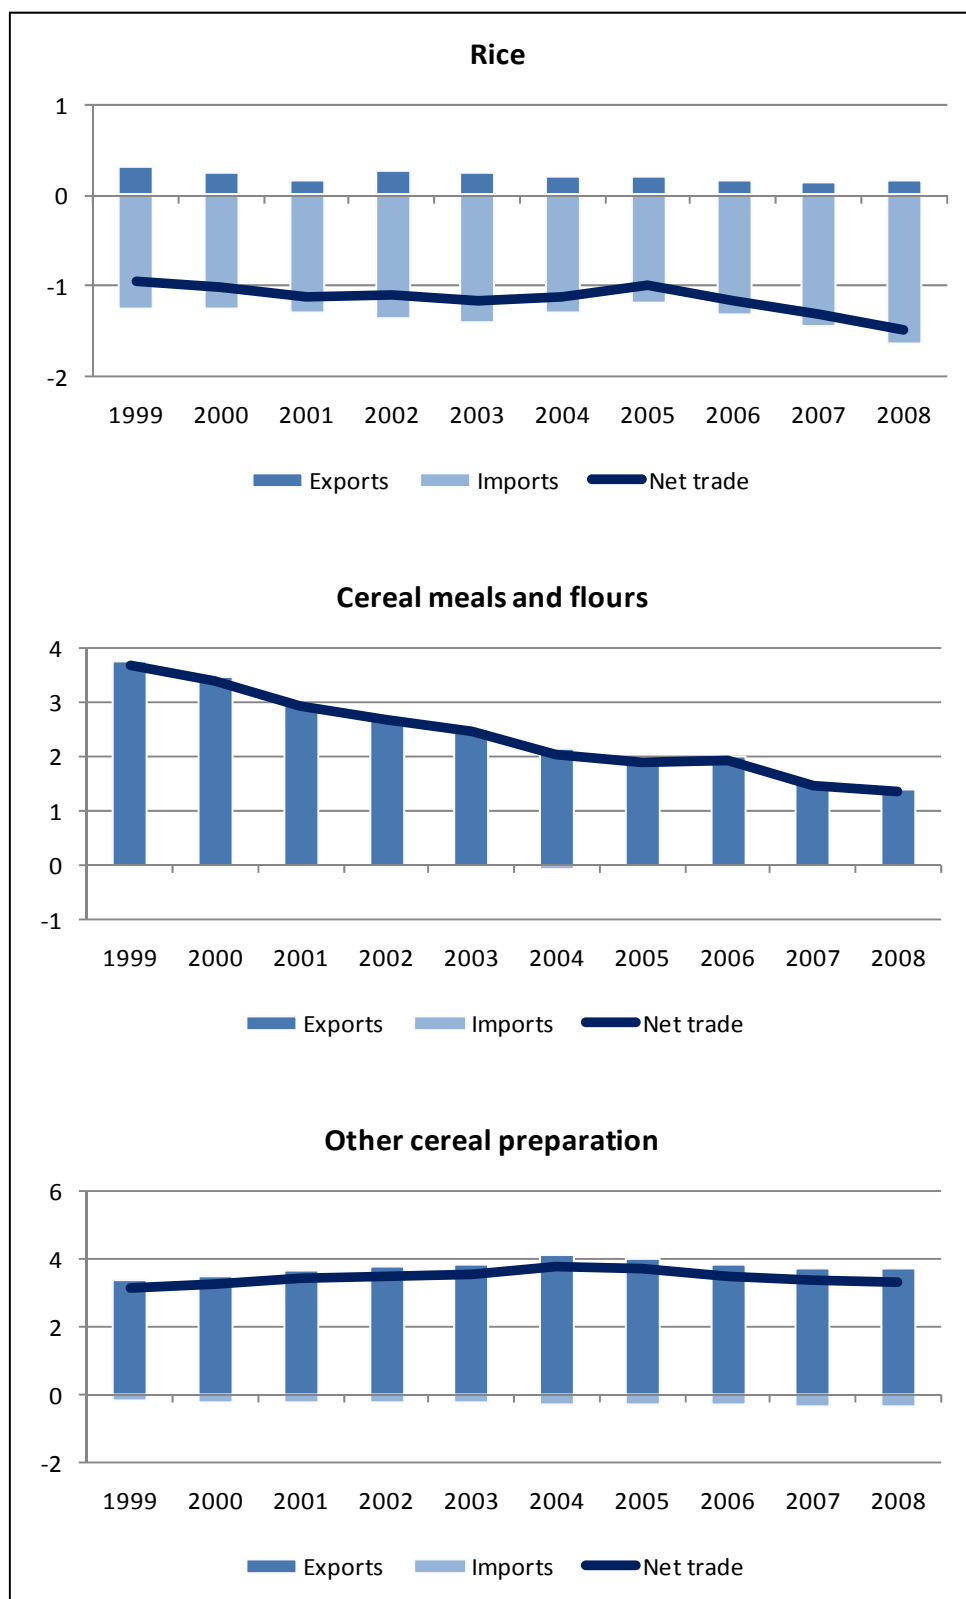 Rice
1
0
-1
-2
1999 2000 2001 2002 2003 2004 2005 2006 2007 2008
Exports Imports Net trade
Cereal meals and flours
4
3
2
1
0
-1
1999 2000 2001 2002 2003 2004 2005 2006 2007 2008
Exports Imports Net trade
Other cereal preparation
6
4
2
0
-2
1999 2000 2001 2002 2003 2004 2005 2006 2007 2008
Exports Imports Net trade